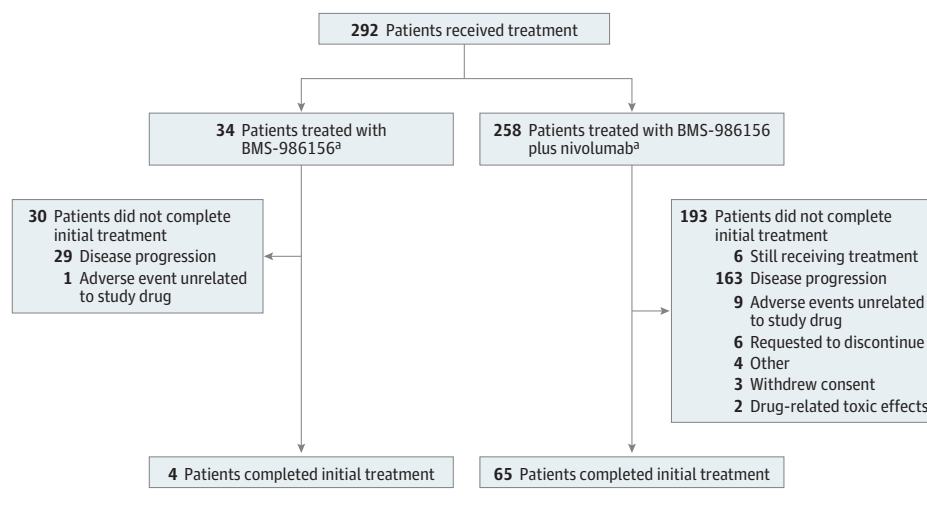 292 Patients received treatment
34 Patients treated with
BMS-986156a
258 Patients treated with BMS-986156
plus nivolumaba
30 Patients did not complete
initial treatment
29 Disease progression
1 Adverse event unrelated
to study drug
193 Patients did not complete
initial treatment
6 Still receiving treatment
163 Disease progression
9 Adverse events unrelated
to study drug
6 Requested to discontinue
4 Other
3 Withdrew consent
2 Drug-related toxic effects
4 Patients completed initial treatment
65 Patients completed initial treatment